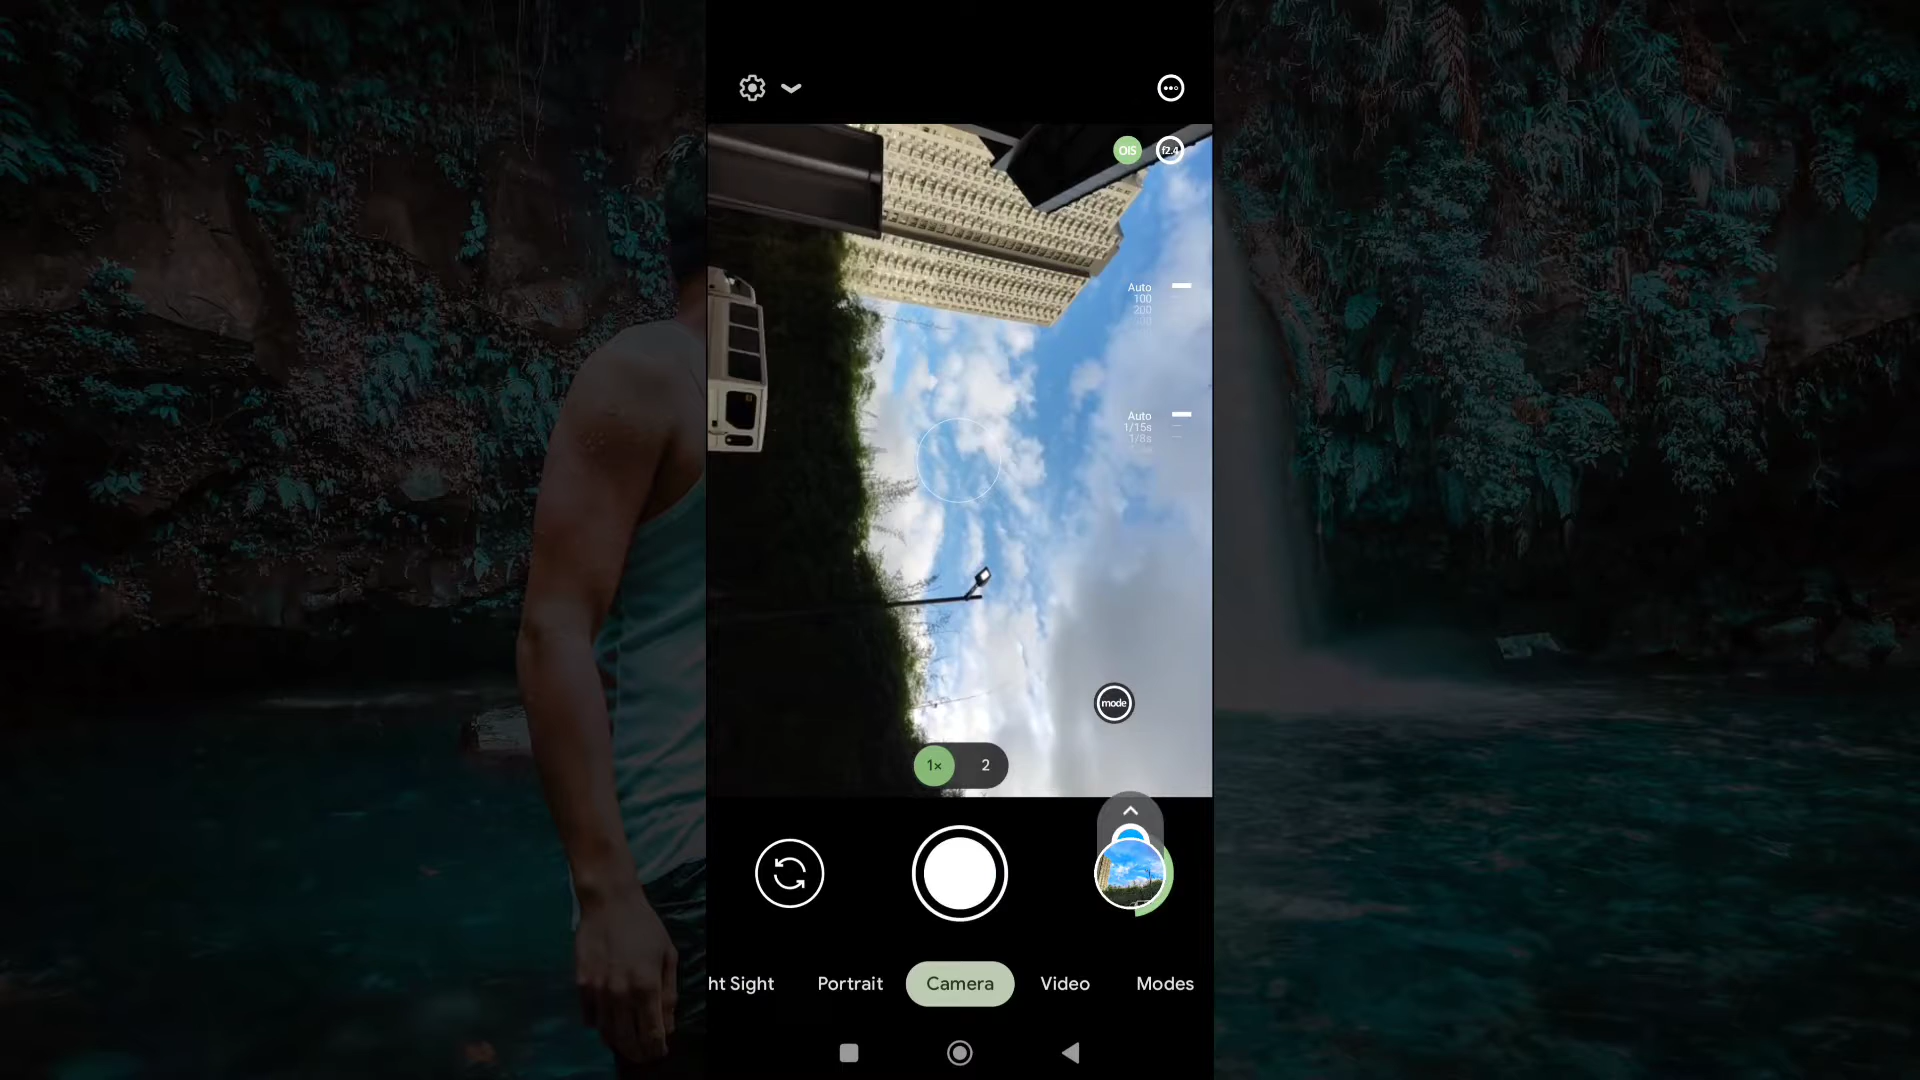 OIS f2.4
Auto
100
200
Auto
1/15s
1/8s
mode
1× 2
ht Sight Portrait Camera Video Modes